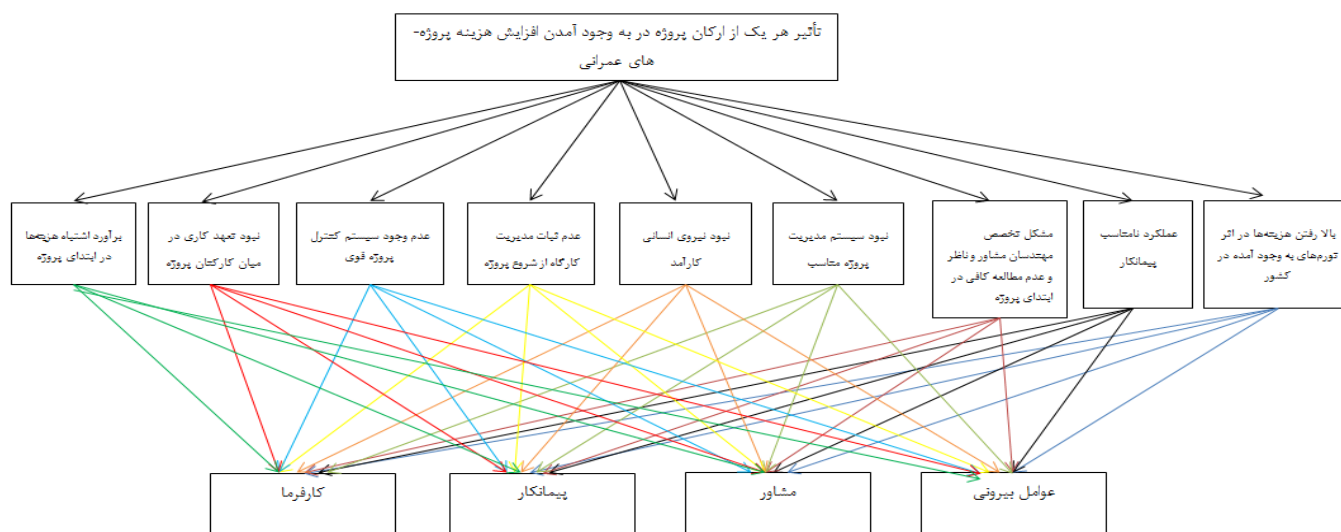 تأثیر هر یک از ارکان پروژه در به وجود آمدن افزایش هزینه پروژه-
های عمرانی
بالا رفتن هزینه‌ها در اثر
تورم‌های به وجود آمده در
کشور
عملکرد نامتاسب
پیمانکار
مشکل تخصص
مهندسان مشاور و ناظر
و عدم مطالعه کافی در
ابتدای پروژه
نبود سیستم مدیریت
پروژه متاسب
نبود نیروی انسانی
کارآمد
عدم ثبات مدیریت
کارگاه از شروع پروژه
عدم وجود سیستم کنترل
پروژه قوی
نبود تعهد کاری در
میان کارکنان پروژه
برآورد اشتباه هزینه‌ها
در ابتدای پروژه
عوامل بیرونی
مشاور
پیمانکار
کارفرما